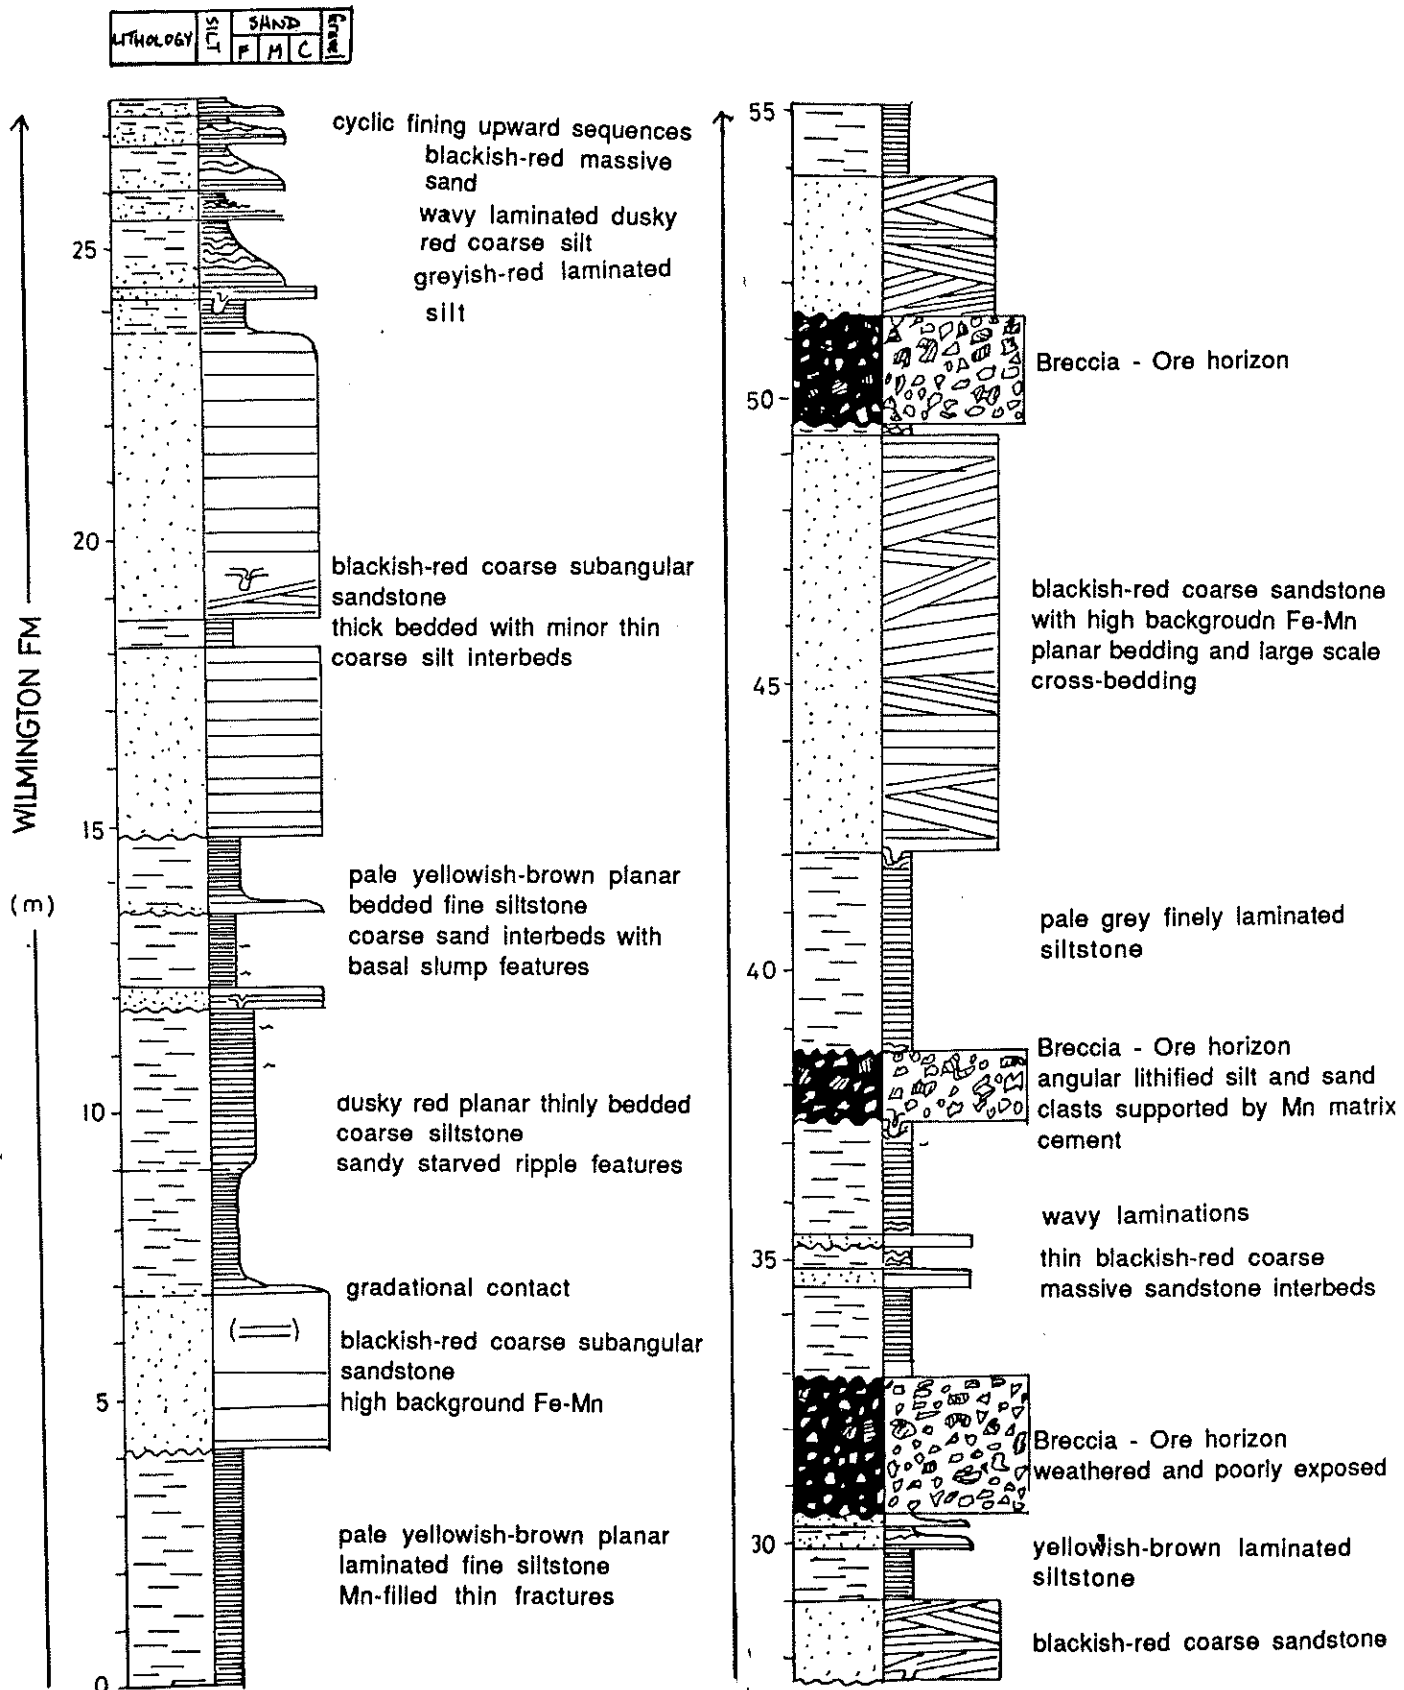 LITHOLOGY
SILT
SAND
F M C
Gravel
WILMINGTON FM
(m)
25
20
15
10
5
0
cyclic fining upward sequences
blackish-red massive
sand
wavy laminated dusky
red coarse silt
greyish-red laminated
silt
blackish-red coarse subangular
sandstone
thick bedded with minor thin
coarse silt interbeds
pale yellowish-brown planar
bedded fine siltstone
coarse sand interbeds with
basal slump features
dusky red planar thinly bedded
coarse siltstone
sandy starved ripple features
gradational contact
blackish-red coarse subangular
sandstone
high background Fe-Mn
pale yellowish-brown planar
laminated fine siltstone
Mn-filled thin fractures
55
50
45
40
35
30
Breccia - Ore horizon
blackish-red coarse sandstone
with high backgroudn Fe-Mn
planar bedding and large scale
cross-bedding
pale grey finely laminated
siltstone
Breccia - Ore horizon
angular lithified silt and sand
clasts supported by Mn matrix
cement
wavy laminations
thin blackish-red coarse
massive sandstone interbeds
Breccia - Ore horizon
weathered and poorly exposed
yellowish-brown laminated
siltstone
blackish-red coarse sandstone